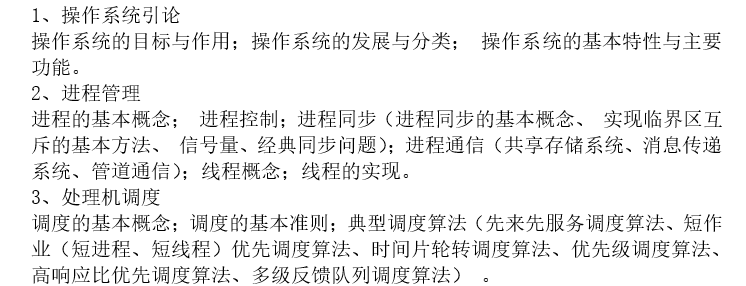 1、操作系统引论
操作系统的目标与作用；操作系统的发展与分类； 操作系统的基本特性与主要
功能。
2、进程管理
进程的基本概念； 进程控制；进程同步（进程同步的基本概念、 实现临界区互
斥的基本方法、 信号量、经典同步问题）；进程通信（共享存储系统、消息传递
系统、管道通信）；线程概念；线程的实现。
3、处理机调度
调度的基本概念；调度的基本准则；典型调度算法（先来先服务调度算法、短作
业（短进程、短线程）优先调度算法、时间片轮转调度算法、优先级调度算法、
高响应比优先调度算法、多级反馈队列调度算法） 。